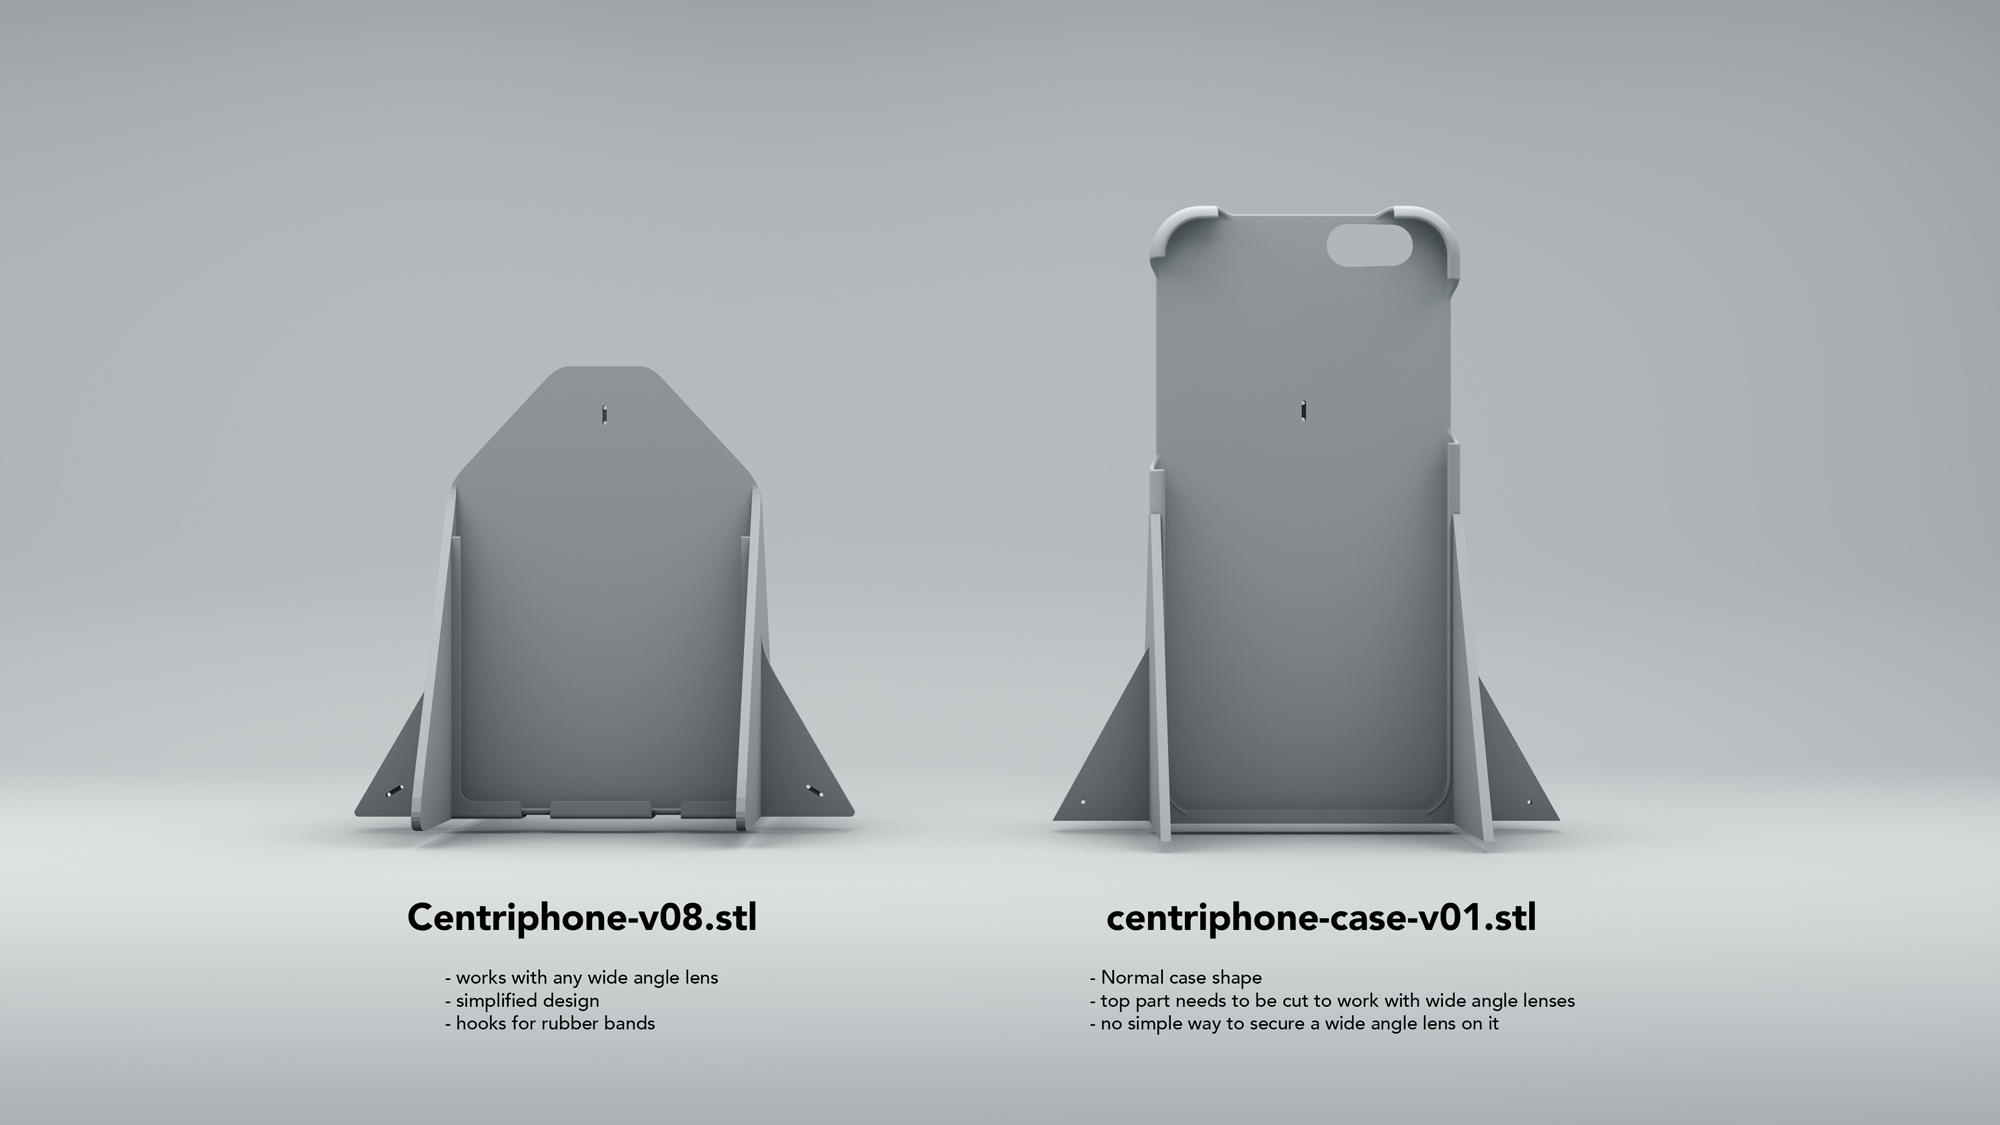 Centriphone-v08.stl
- works with any wide angle lens
- simplified design
- hooks for rubber bands
centriphone-case-v01.stl
- Normal case shape
- top part needs to be cut to work with wide angle lenses
- no simple way to secure a wide angle lens on it